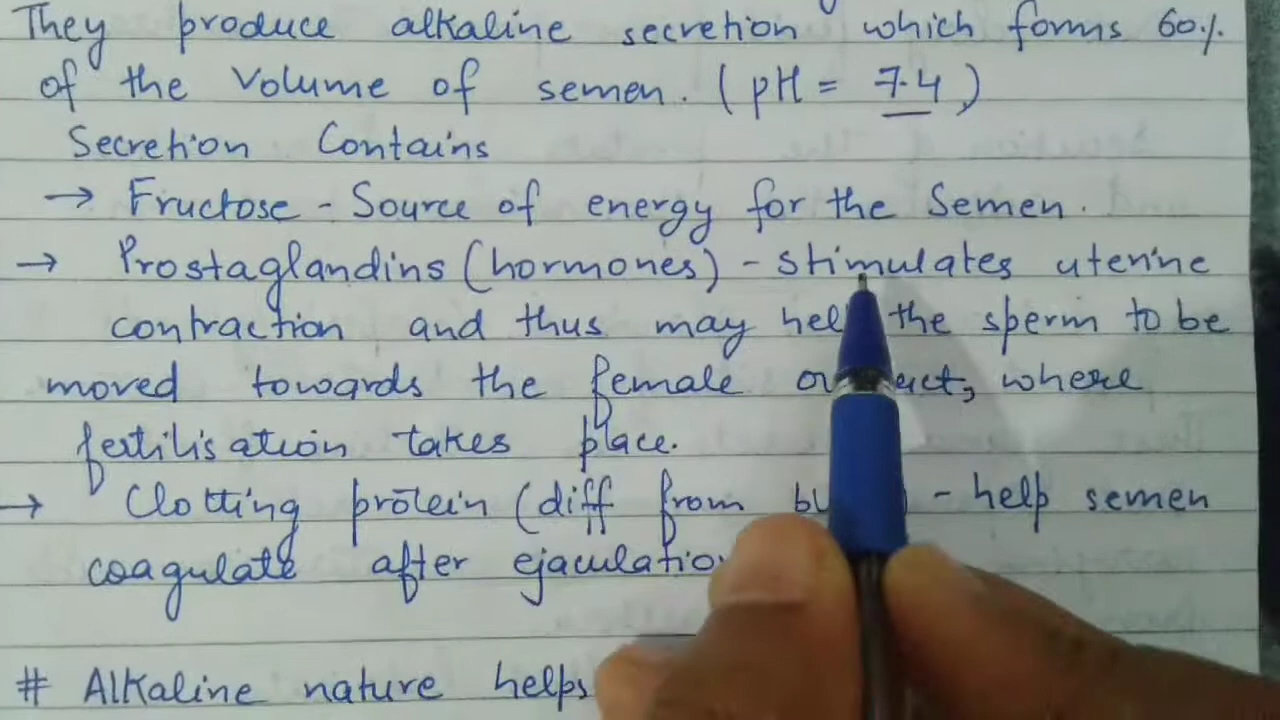 They produce alkaline secretion which forms 60%
of the Volume of semen. (pH = 7.4)
Secretion Contains
→ Fructose - Source of energy for the Semen.
→ Prostaglandins (hormones) - stimulates uterine
contraction and thus may hel the sperm to be
moved towards the female where
fertilisation takes place.
→ Clotting protein (diff from - help semen
coagulate after ejaculatio
# Alkaline nature helps